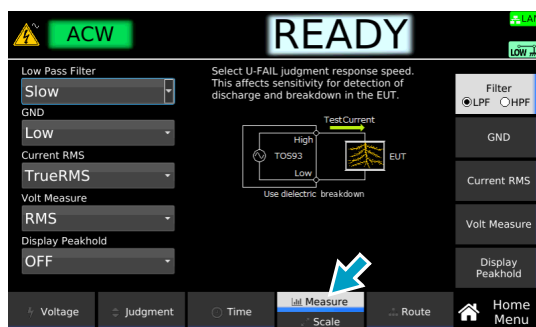 ACW
READY
LAN
LOW
Low Pass Filter
Slow
GND
Low
Current RMS
TrueRMS
Volt Measure
RMS
Display Peakhold
OFF
Select U-FAIL judgment response speed.
This affects sensitivity for detection of
discharge and breakdown in the EUT.
TestCurrent
High
TOS93
EUT
Low
Use dielectric breakdown
Filter
LPF HPF
GND
Current RMS
Volt Measure
Display
Peakhold
Voltage
Judgment
Time
Measure
Scale
Route
Home
Menu